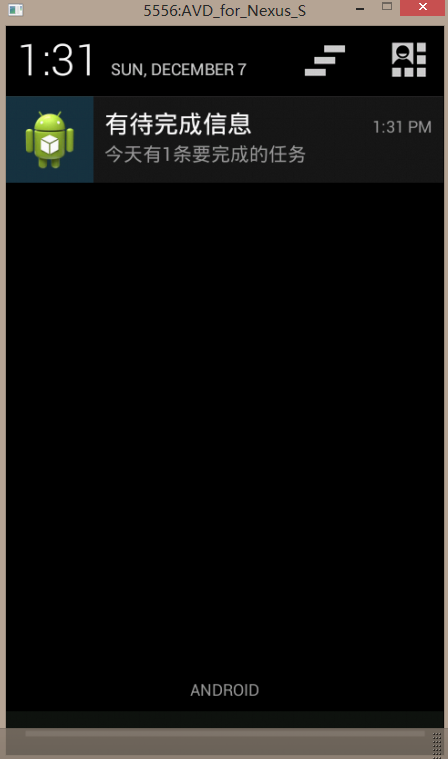 5556:AVD_for_Nexus_S
1:31 SUN, DECEMBER 7
有待完成信息 1:31 PM
今天有1条要完成的任务
ANDROID